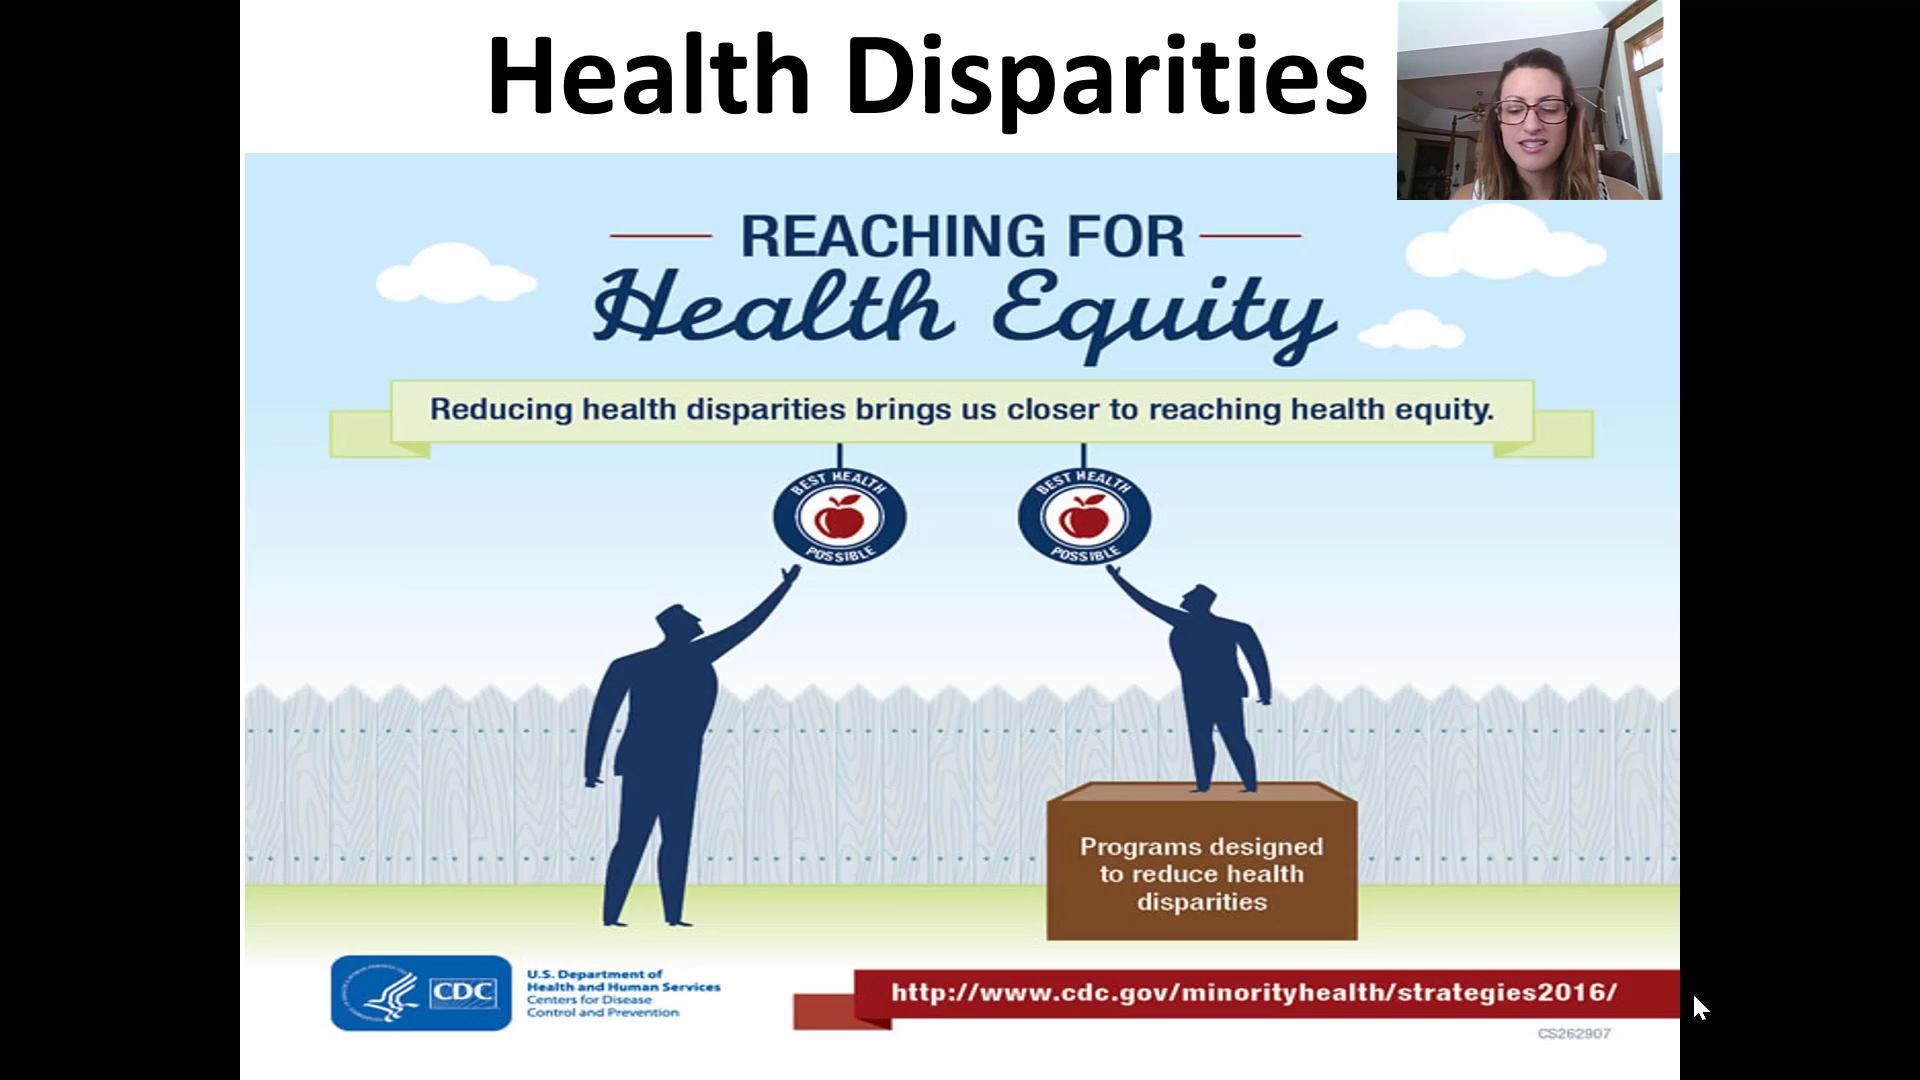 Health Disparities
REACHING FOR
Health Equity
Reducing health disparities brings us closer to reaching health equity.
BEST HEALTH
POSSIBLE
BEST HEALTH
POSSIBLE
Programs designed
to reduce health
disparities
CDC
U.S. Department of
Health and Human Services
Centers for Disease
Control and Prevention
http://www.cdc.gov/minorityhealth/strategies2016/
CS262907